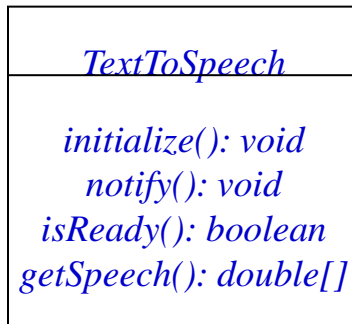 TextToSpeech
initialize(): void
notify(): void
isReady(): boolean
getSpeech(): double[]